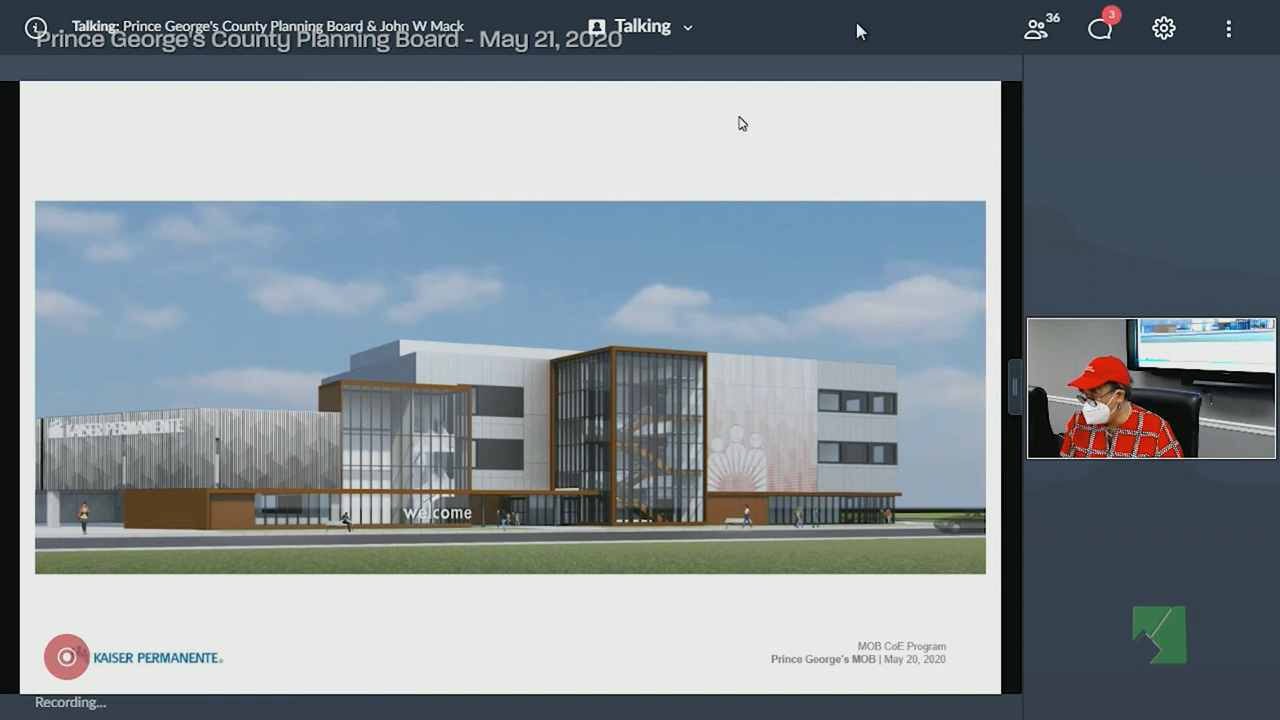 Talking: Prince George's County Planning Board & John W Mack
Talking
36
3
Prince George's County Planning Board - May 21, 2020
KAISER PERMANENTE
welcome
KAISER PERMANENTE®
MOB CoE Program
Prince George's MOB | May 20, 2020
Recording...